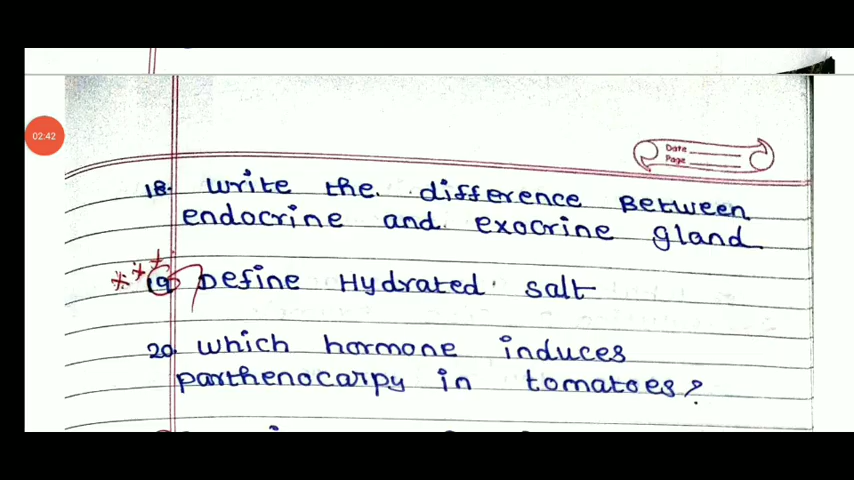 02:42
Date
Page
18. Write the difference Between
endocrine and exocrine gland
19 Define Hydrated salt
20. which hormone induces
parthenocarpy in tomatoes?